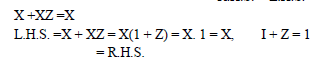 X +XZ =X
L.H.S. =X + XZ = X(1 + Z) = X. 1 = X, I + Z = 1
= R.H.S.